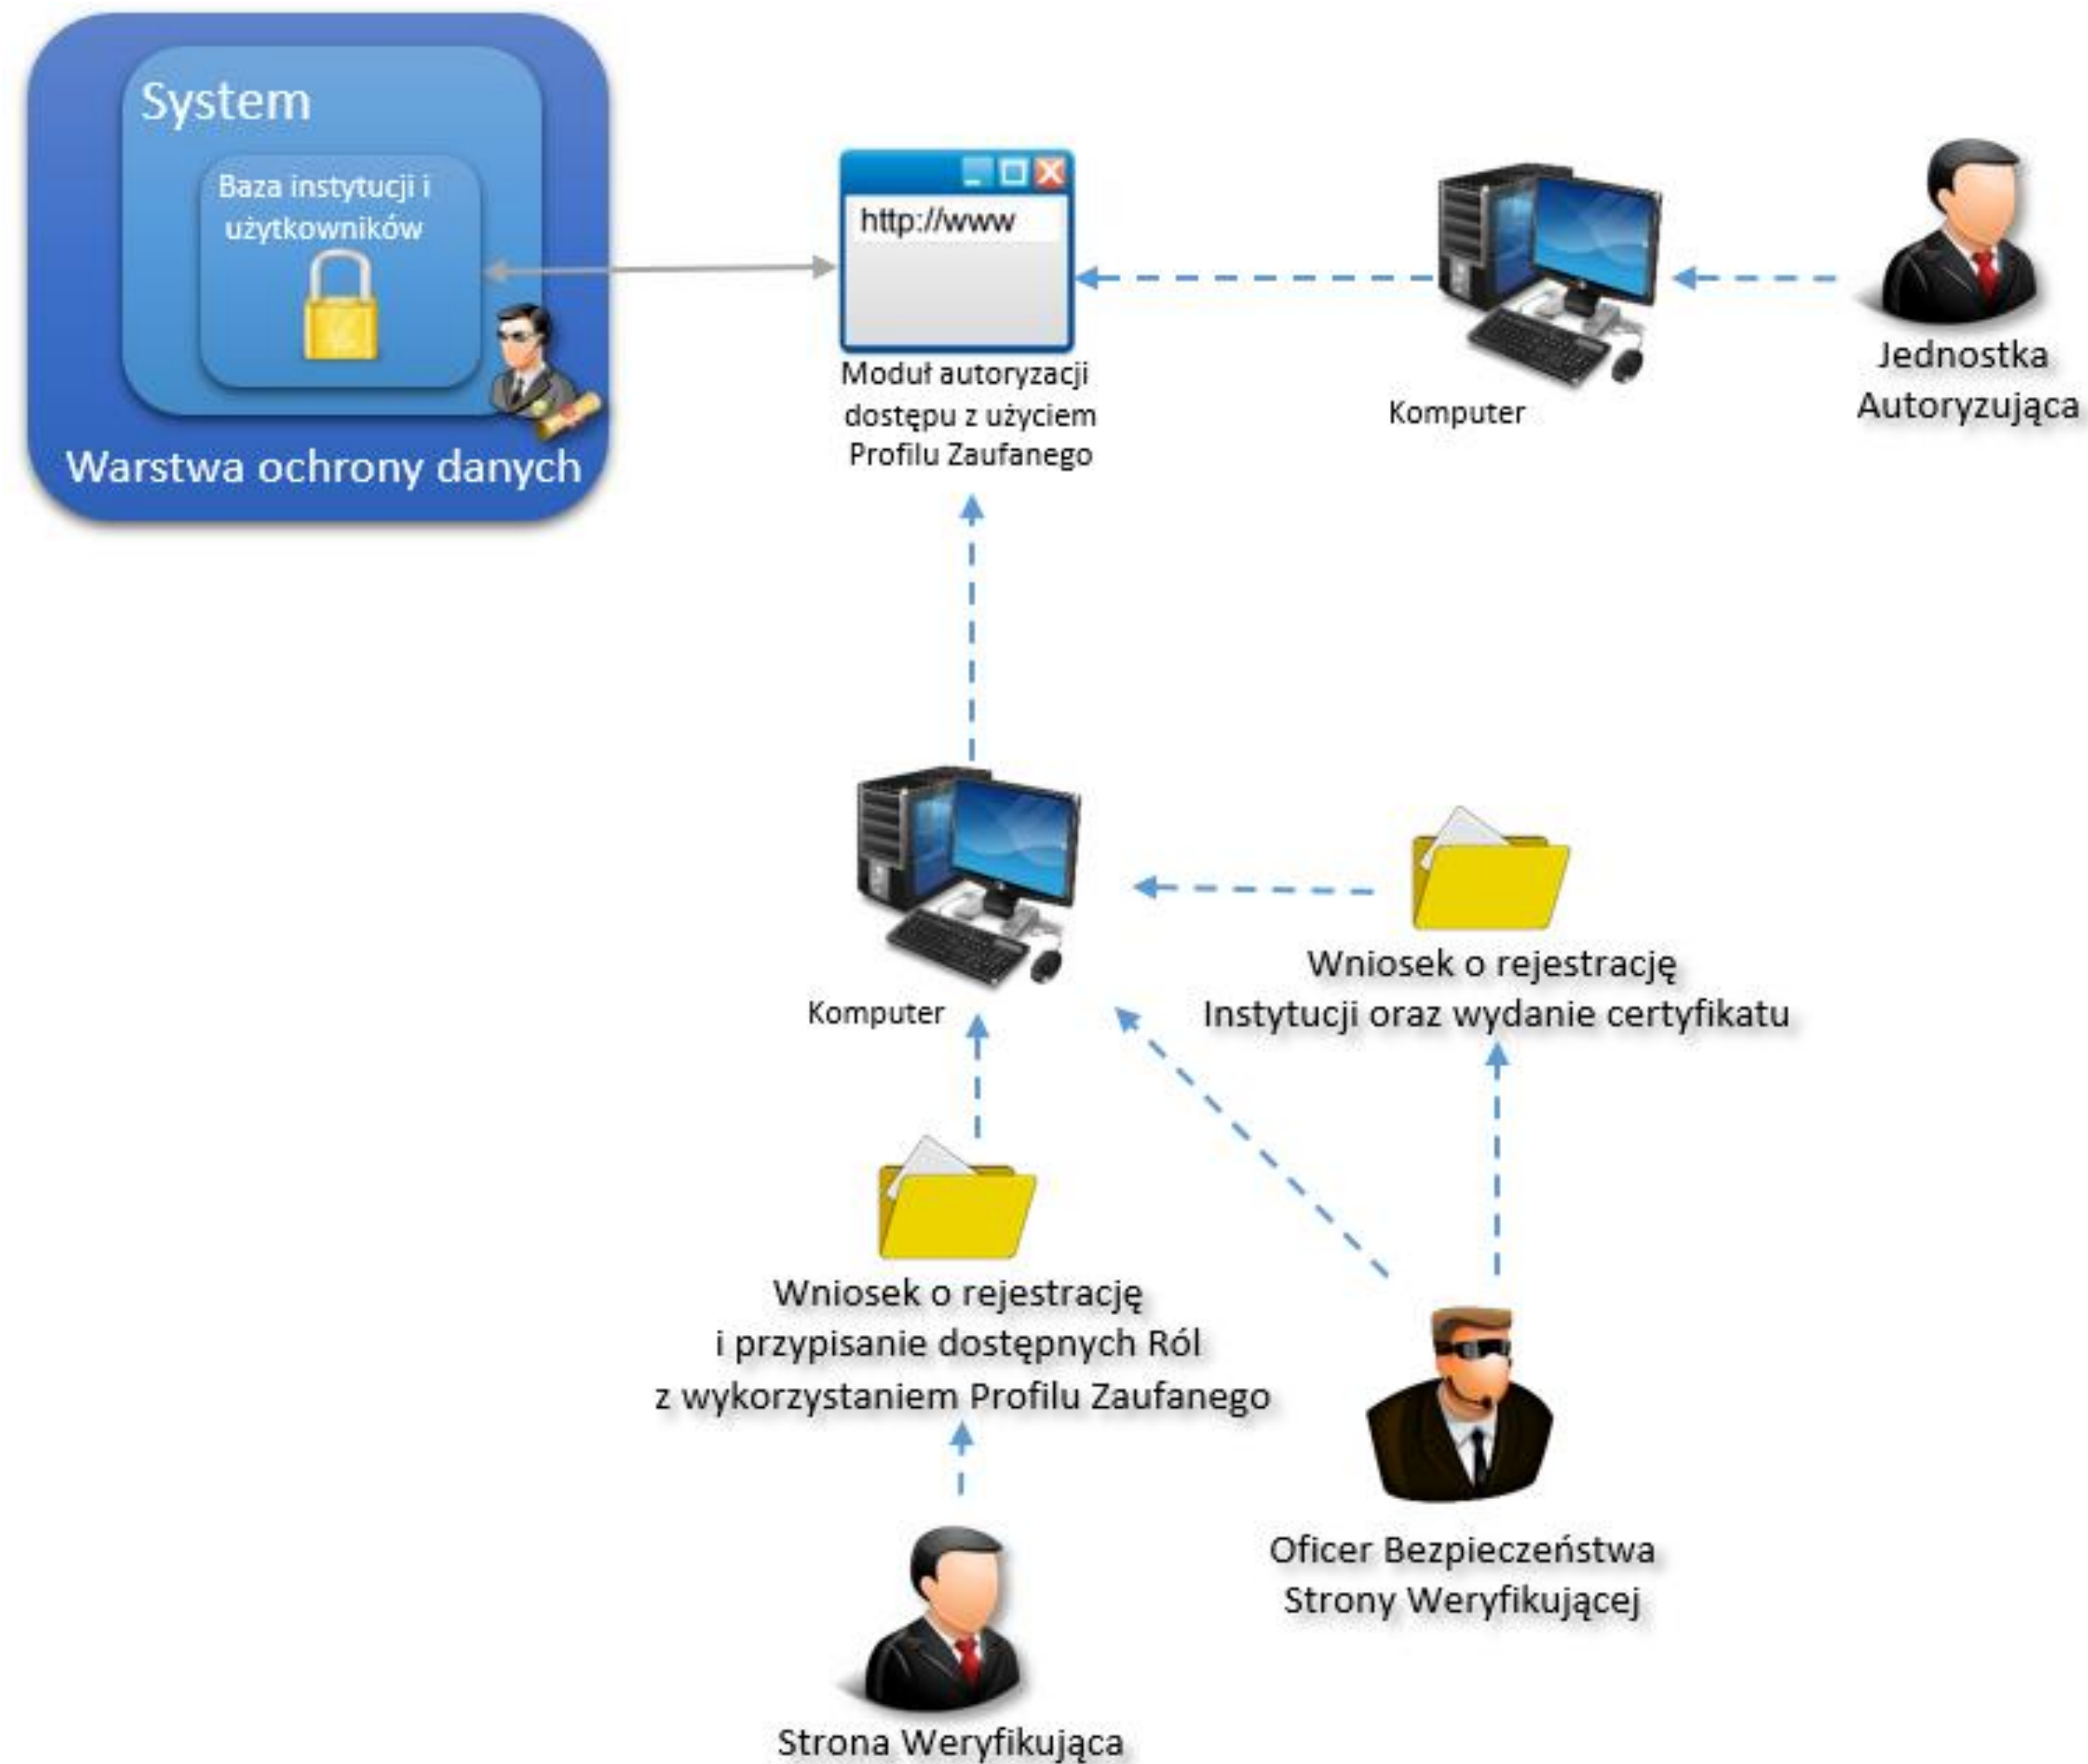 System
Baza instytucji i
użytkowników
Warstwa ochrony danych
http://www
Moduł autoryzacji
dostępu z użyciem
Profilu Zaufanego
Komputer
Jednostka
Autoryzująca
Komputer
Wniosek o rejestrację
Instytucji oraz wydanie certyfikatu
Wniosek o rejestrację
i przypisanie dostępnych Ról
z wykorzystaniem Profilu Zaufanego
Oficer Bezpieczeństwa
Strony Weryfikującej
Strona Weryfikująca